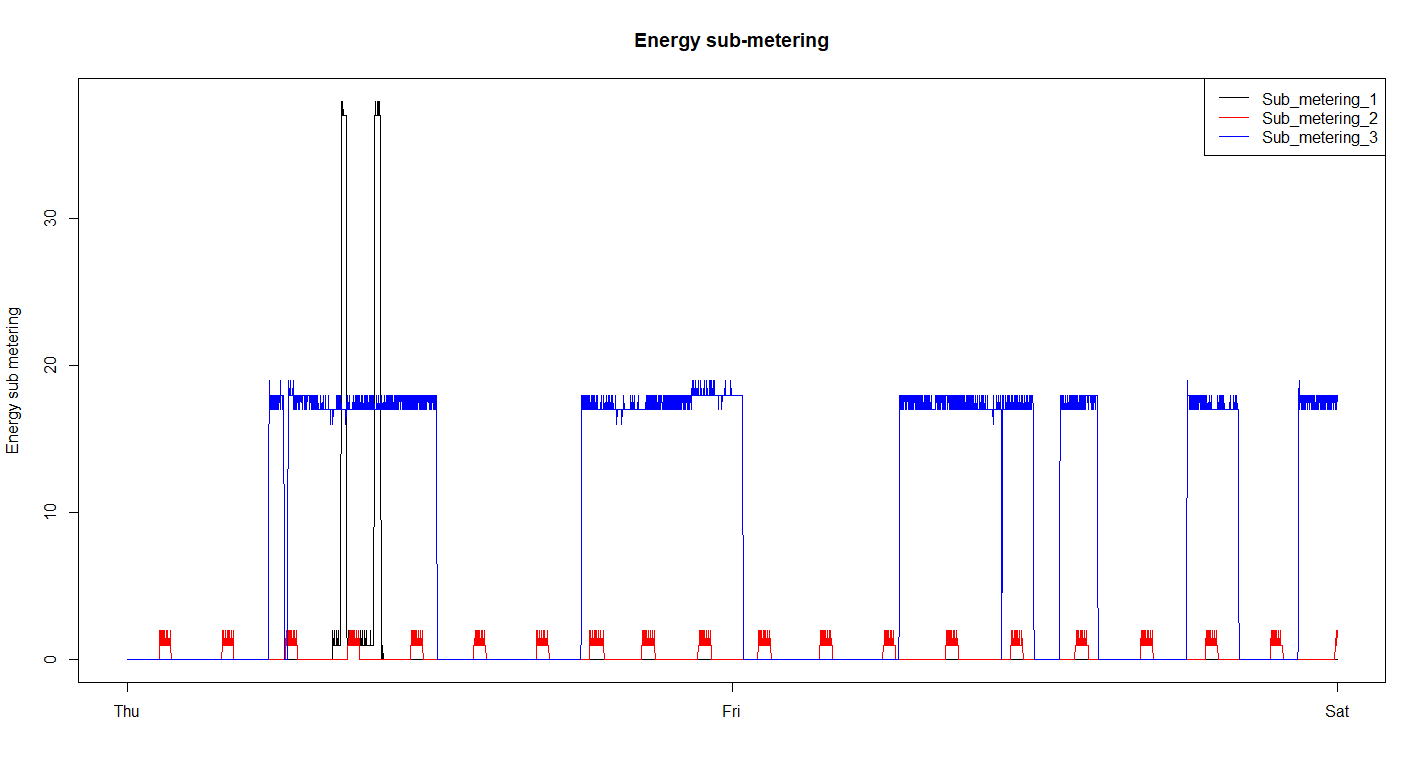 Energy sub-metering
Sub_metering_1
Sub_metering_2
Sub_metering_3
Energy sub metering
30
20
10
0
Thu
Fri
Sat